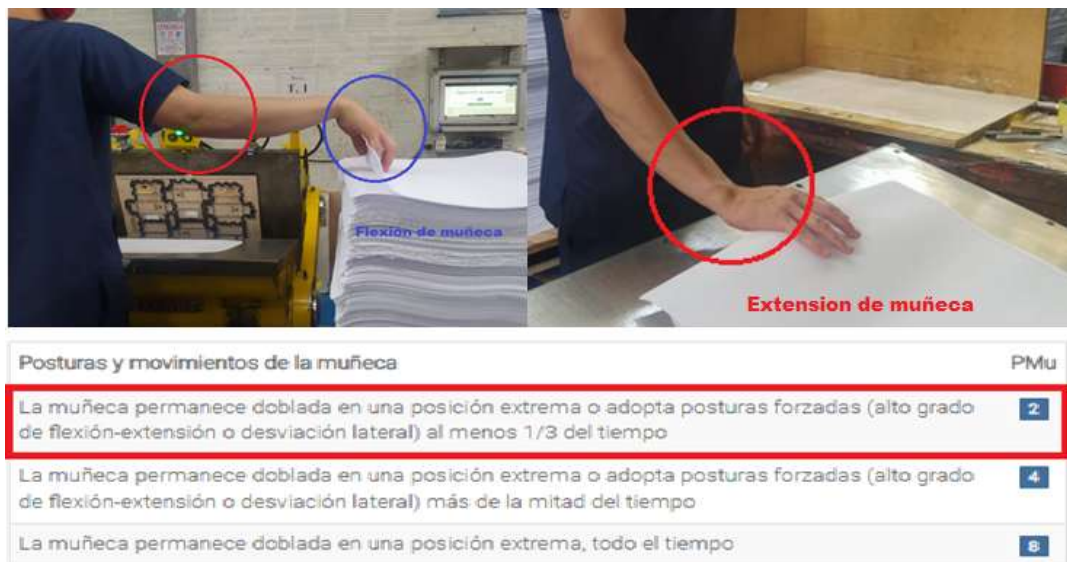 T.1
Flexión de muñeca
Extension de muñeca
Posturas y movimientos de la muñeca PMu
La muñeca permanece doblada en una posición extrema o adopta posturas forzadas (alto grado 2
de flexión-extensión o desviación lateral) al menos 1/3 del tiempo
La muñeca permanece doblada en una posición extrema o adopta posturas forzadas (alto grado 4
de flexión-extensión o desviación lateral) más de la mitad del tiempo
La muñeca permanece doblada en una posición extrema, todo el tiempo 8